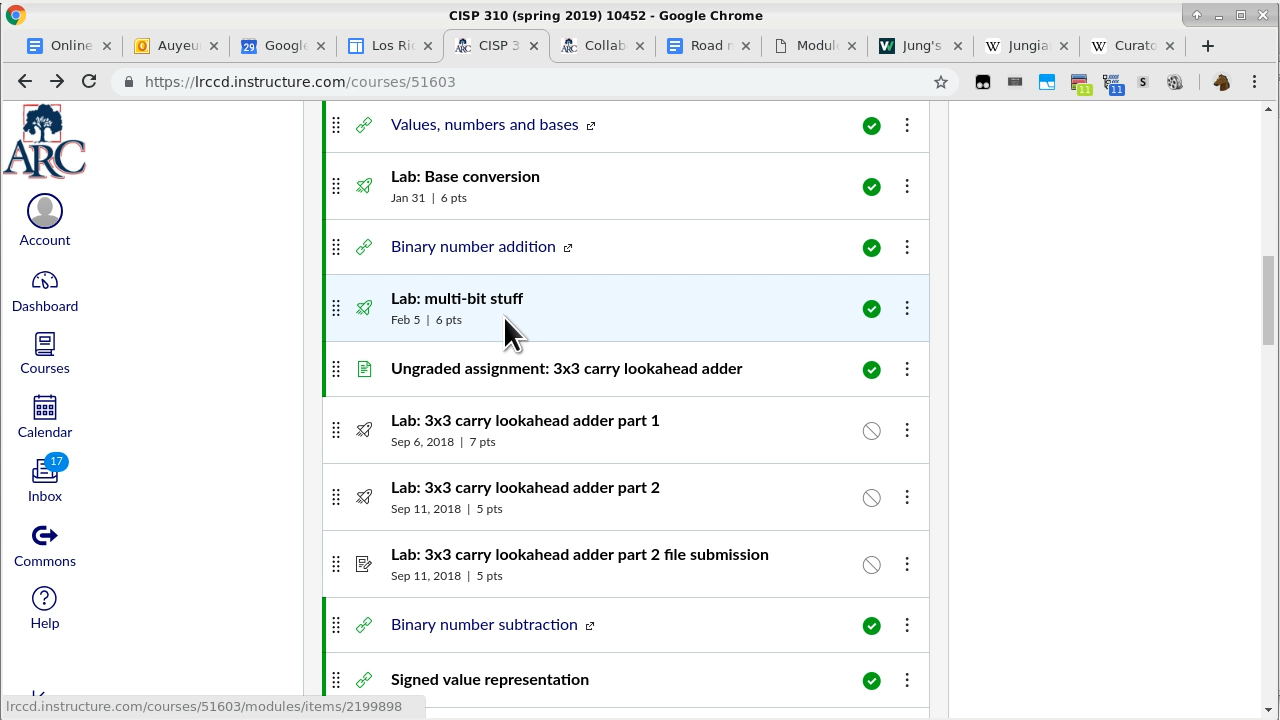 CISP 310 (spring 2019) 10452 - Google Chrome
Online
Auyeu
29
Google
Los Ri
CISP 3
Collab
Road m
Modul
Jung's
Jungia
Curato
https://lrccd.instructure.com/courses/51603
11
11
S
ARC
Account
Dashboard
Courses
Calendar
17
Inbox
Commons
Help
Values, numbers and bases
Lab: Base conversion
Jan 31 | 6 pts
Binary number addition
Lab: multi-bit stuff
Feb 5 | 6 pts
Ungraded assignment: 3x3 carry lookahead adder
Lab: 3x3 carry lookahead adder part 1
Sep 6, 2018 | 7 pts
Lab: 3x3 carry lookahead adder part 2
Sep 11, 2018 | 5 pts
Lab: 3x3 carry lookahead adder part 2 file submission
Sep 11, 2018 | 5 pts
Binary number subtraction
Signed value representation
lrccd.instructure.com/courses/51603/modules/items/2199898